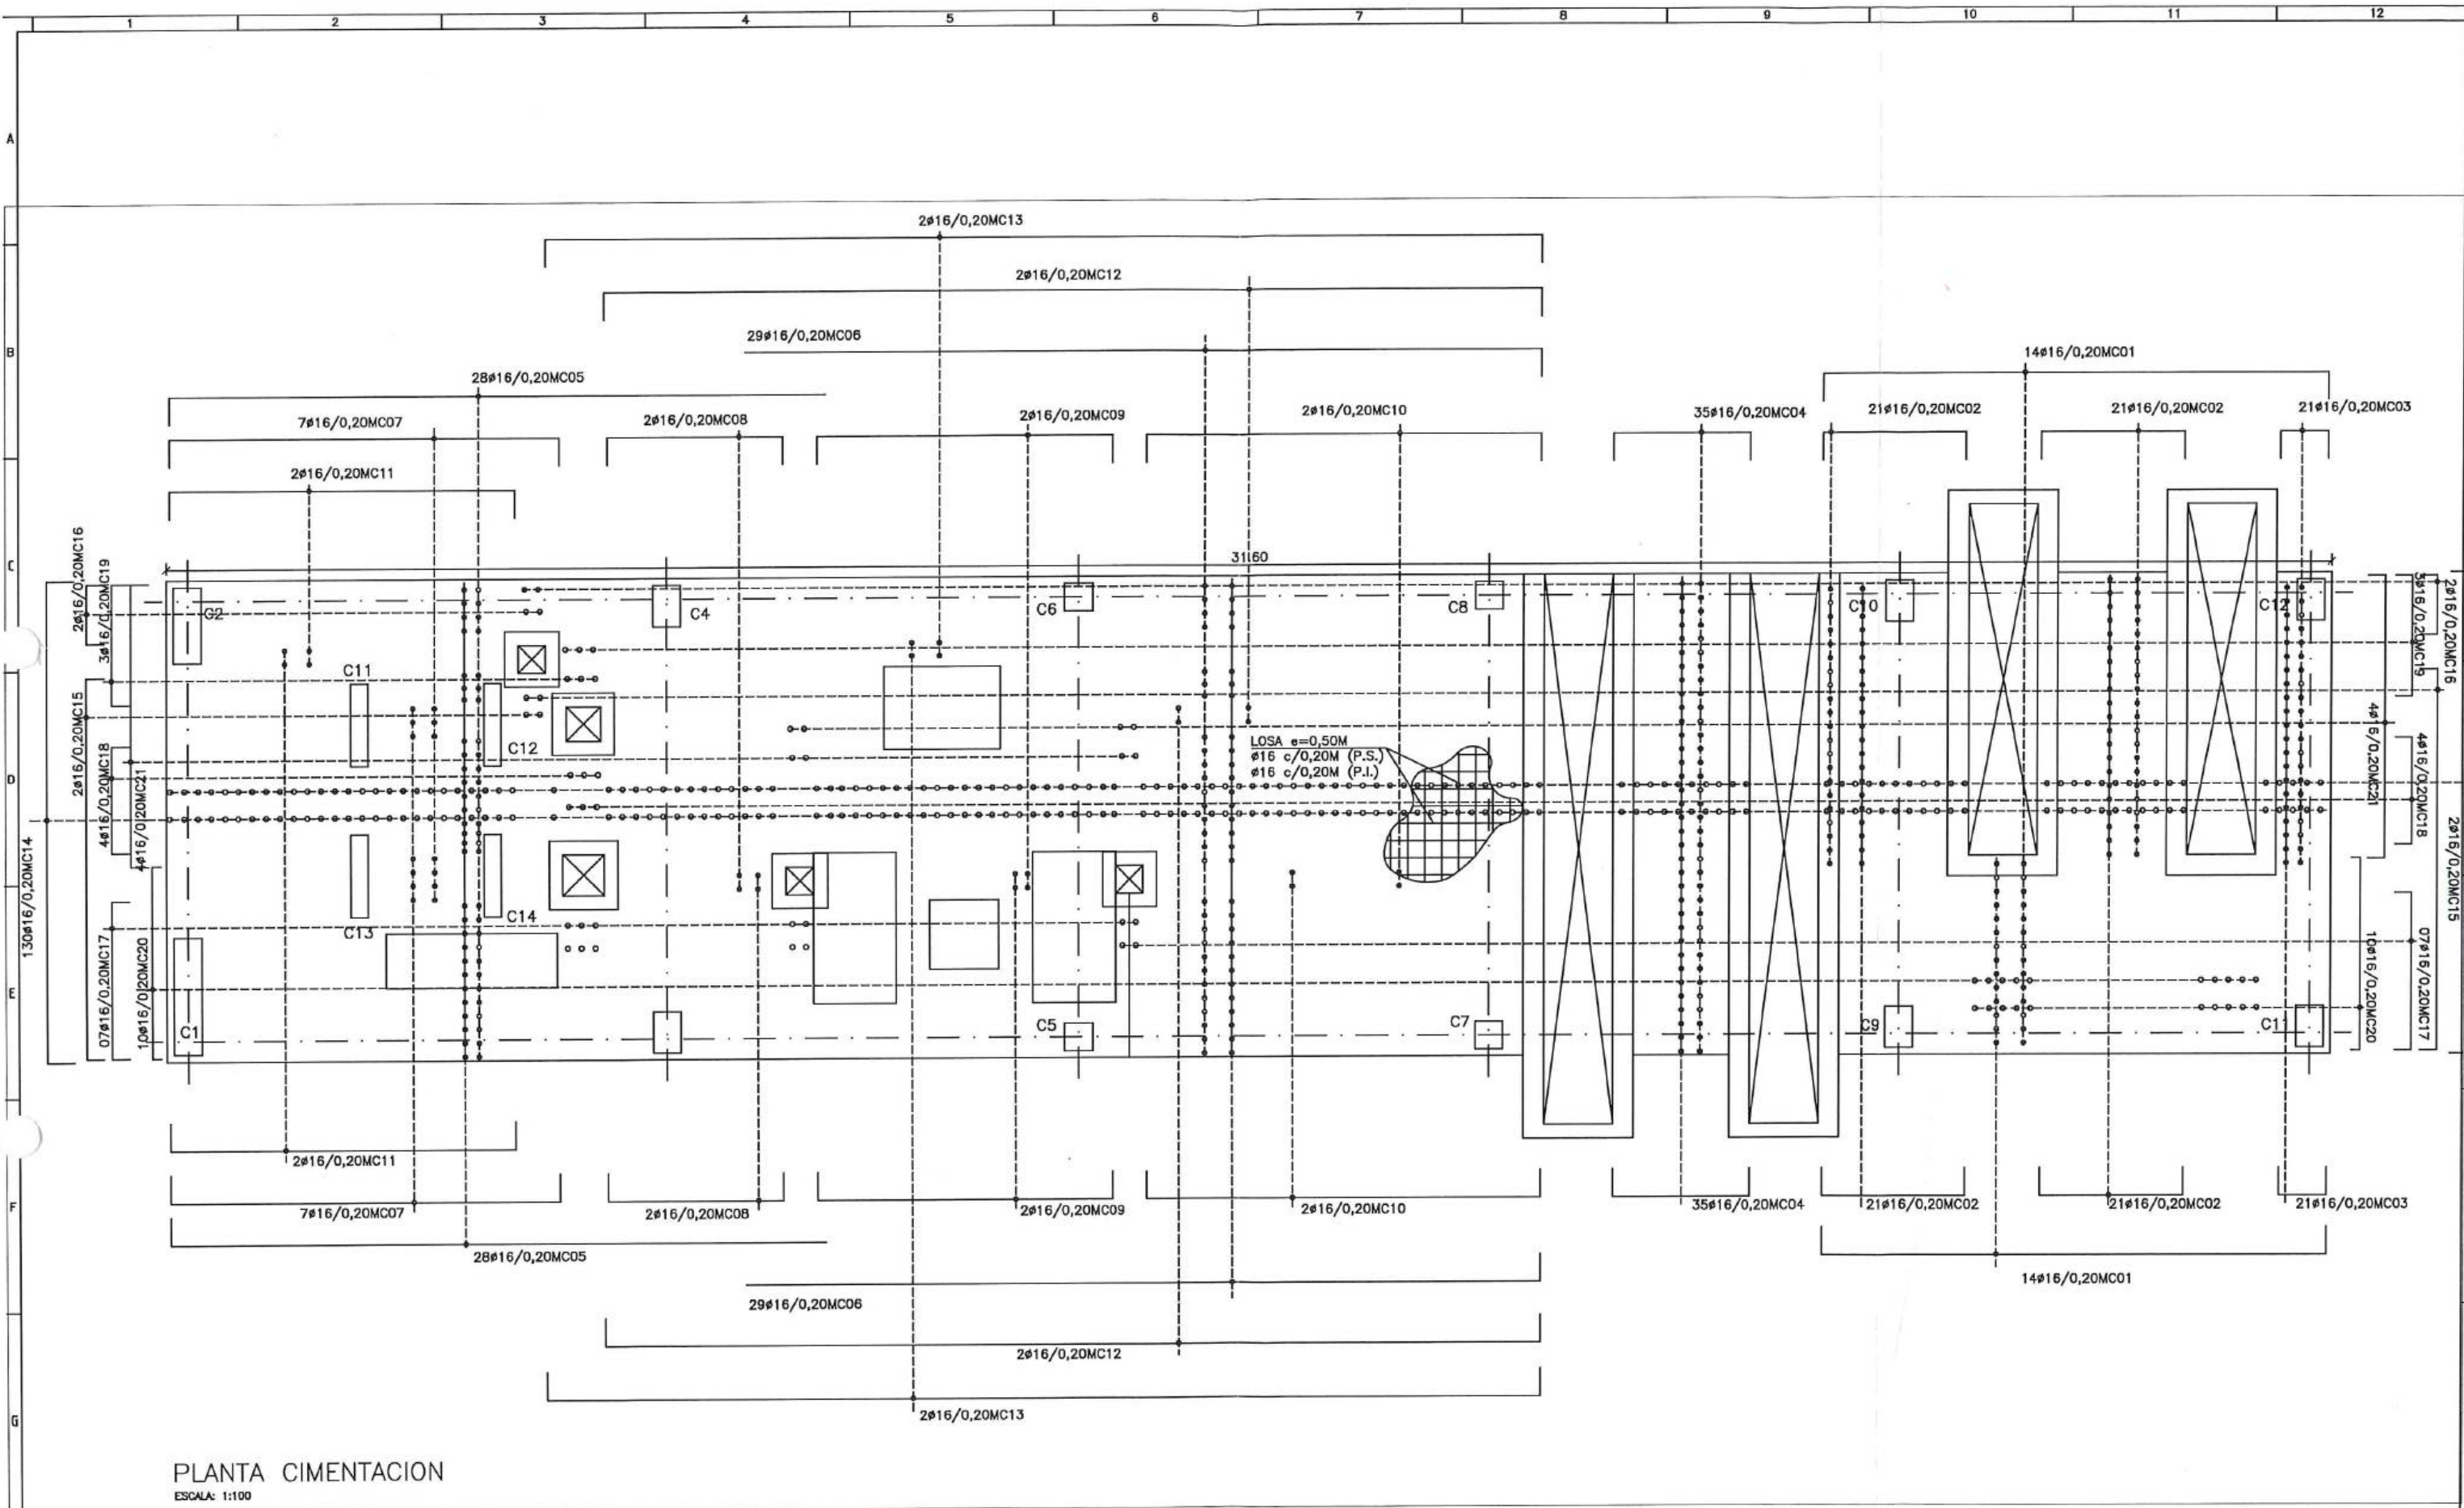 1 2 3 4 5 6 7 8 9 10 11 12
A
B
C
D
E
F
G
2ø16/0,20MC13
2ø16/0,20MC12
29ø16/0,20MC06
14ø16/0,20MC01
28ø16/0,20MC05
7ø16/0,20MC07
2ø16/0,20MC08
2ø16/0,20MC09
2ø16/0,20MC10
35ø16/0,20MC04
21ø16/0,20MC02
21ø16/0,20MC02
21ø16/0,20MC03
2ø16/0,20MC11
31.60
2ø16/0,20MC16
3ø16/0,20MC19
2ø16/0,20MC15
4ø16/0,20MC18
4ø16/0,20MC21
130ø16/0,20MC14
07ø16/0,20MC17
10ø16/0,20MC20
C2
C4
C6
C8
C10
C12
C11
C12
LOSA e=0,50M
ø16 c/0,20M (P.S.)
ø16 c/0,20M (P.I.)
C13
C14
C1
C5
C7
C9
C11
3ø16/0,20MC19
2ø16/0,20MC16
4ø16/0,20MC21
4ø16/0,20MC18
2ø16/0,20MC15
10ø16/0,20MC20
07ø16/0,20MC17
2ø16/0,20MC11
7ø16/0,20MC07
2ø16/0,20MC08
2ø16/0,20MC09
2ø16/0,20MC10
35ø16/0,20MC04
21ø16/0,20MC02
21ø16/0,20MC02
21ø16/0,20MC03
28ø16/0,20MC05
14ø16/0,20MC01
29ø16/0,20MC06
2ø16/0,20MC12
2ø16/0,20MC13
PLANTA CIMENTACION
ESCALA: 1:100